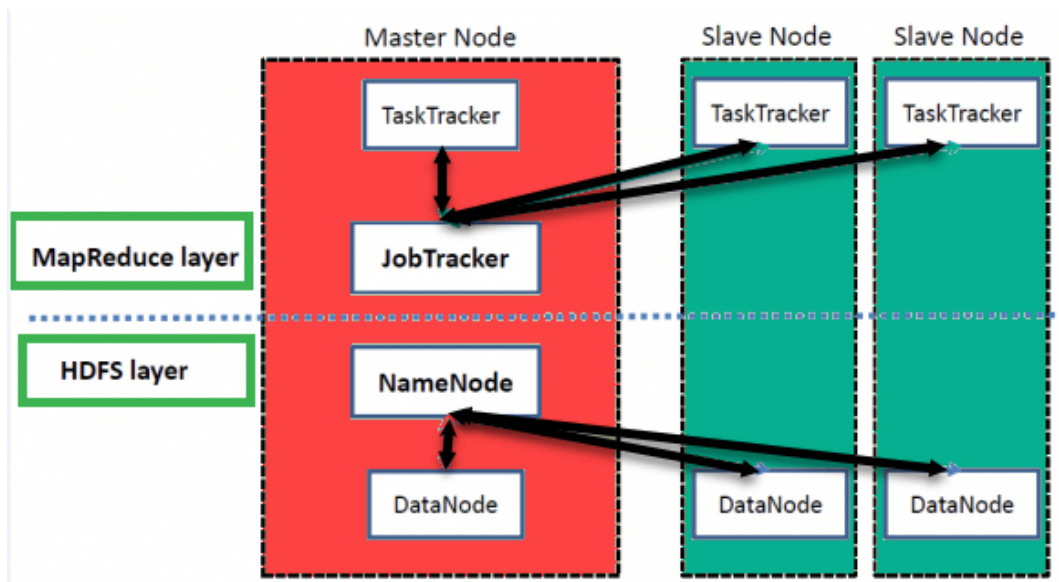 Master Node
Slave Node
Slave Node
TaskTracker
TaskTracker
TaskTracker
MapReduce layer
JobTracker
HDFS layer
NameNode
DataNode
DataNode
DataNode